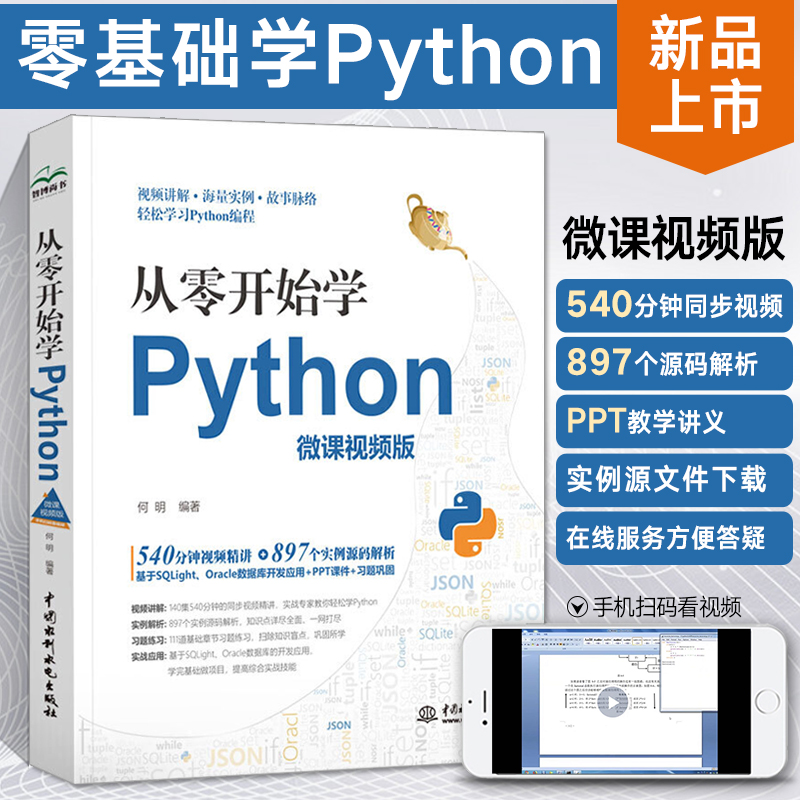 零基础学Python
新品
上市
智博尚书
从零开始学
Python
微课
视频版
何明 编著
中国水利水电出版社
视频讲解·海量实例·故事脉络
轻松学习Python编程
从零开始学
Python
微课视频版
何明 编著
540分钟视频精讲+897个实例源码解析
基于SQLight、Oracle数据库开发应用+PPT课件+习题巩固
视频讲解: 140集540分钟的同步视频精讲,实战专家教你轻松学Python
实例解析: 897个实例源码解析,知识点详尽全面,一网打尽
习题练习: 111道基础章节习题练习,扫除知识盲点,巩固所学
实战应用: 基于SQLight、Oracle数据库的开发应用,
学完基础做项目,提高综合实战技能
JSON
SQLite
Oracle
tuple
while
if
set
JSON
微课视频版
540分钟同步视频
897个源码解析
PPT教学讲义
实例源文件下载
在线服务方便答疑
手机扫码看视频